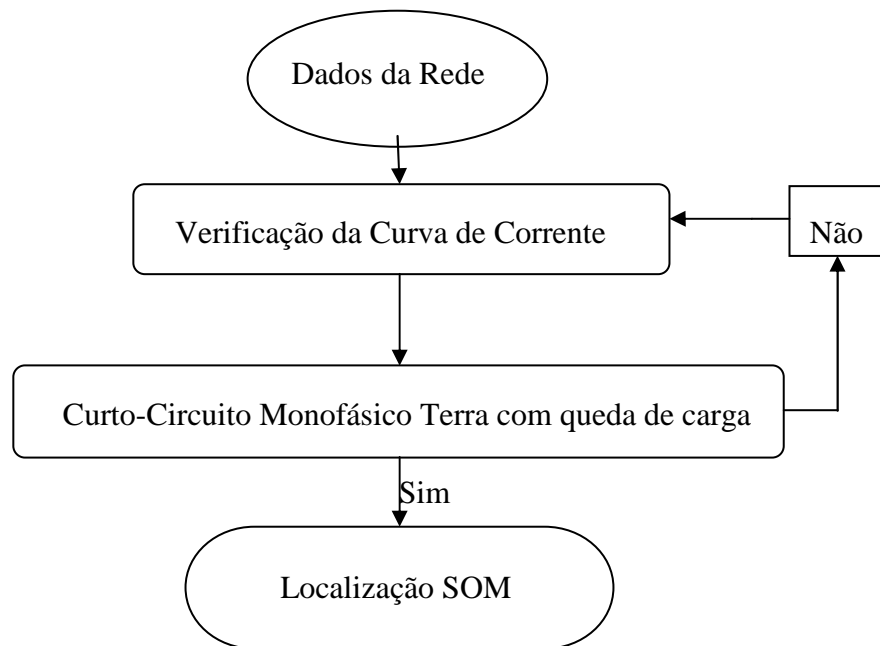 Dados da Rede
Verificação da Curva de Corrente
Não
Curto-Circuito Monofásico Terra com queda de carga
Sim
Localização SOM